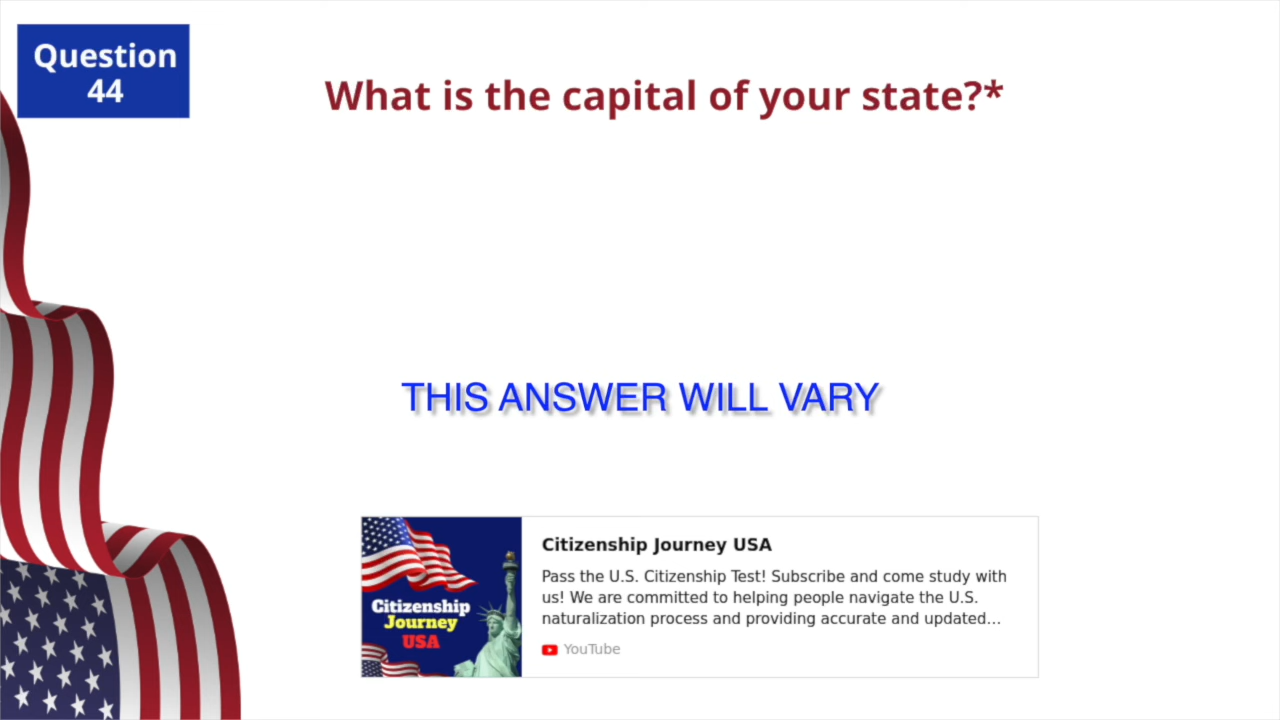 Question
44
What is the capital of your state?*
THIS ANSWER WILL VARY
Citizenship
Journey
USA
Citizenship Journey USA
Pass the U.S. Citizenship Test! Subscribe and come study with
us! We are committed to helping people navigate the U.S.
naturalization process and providing accurate and updated...
YouTube